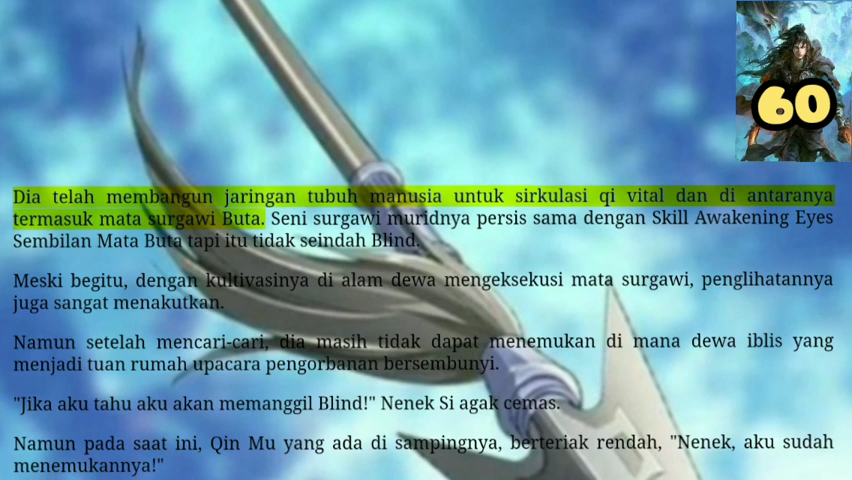 60
Dia telah membangun jaringan tubuh manusia untuk sirkulasi qi vital dan di antaranya
termasuk mata surgawi Buta. Seni surgawi muridnya persis sama dengan Skill Awakening Eyes
Sembilan Mata Buta tapi itu tidak seindah Blind.
Meski begitu, dengan kultivasinya di alam dewa mengeksekusi mata surgawi, penglihatannya
juga sangat menakutkan.
Namun setelah mencari-cari, dia masih tidak dapat menemukan di mana dewa iblis yang
menjadi tuan rumah upacara pengorbanan bersembunyi.
"Jika aku tahu aku akan memanggil Blind!" Nenek Si agak cemas.
Namun pada saat ini, Qin Mu yang ada di sampingnya, berteriak rendah, "Nenek, aku sudah
menemukannya!"